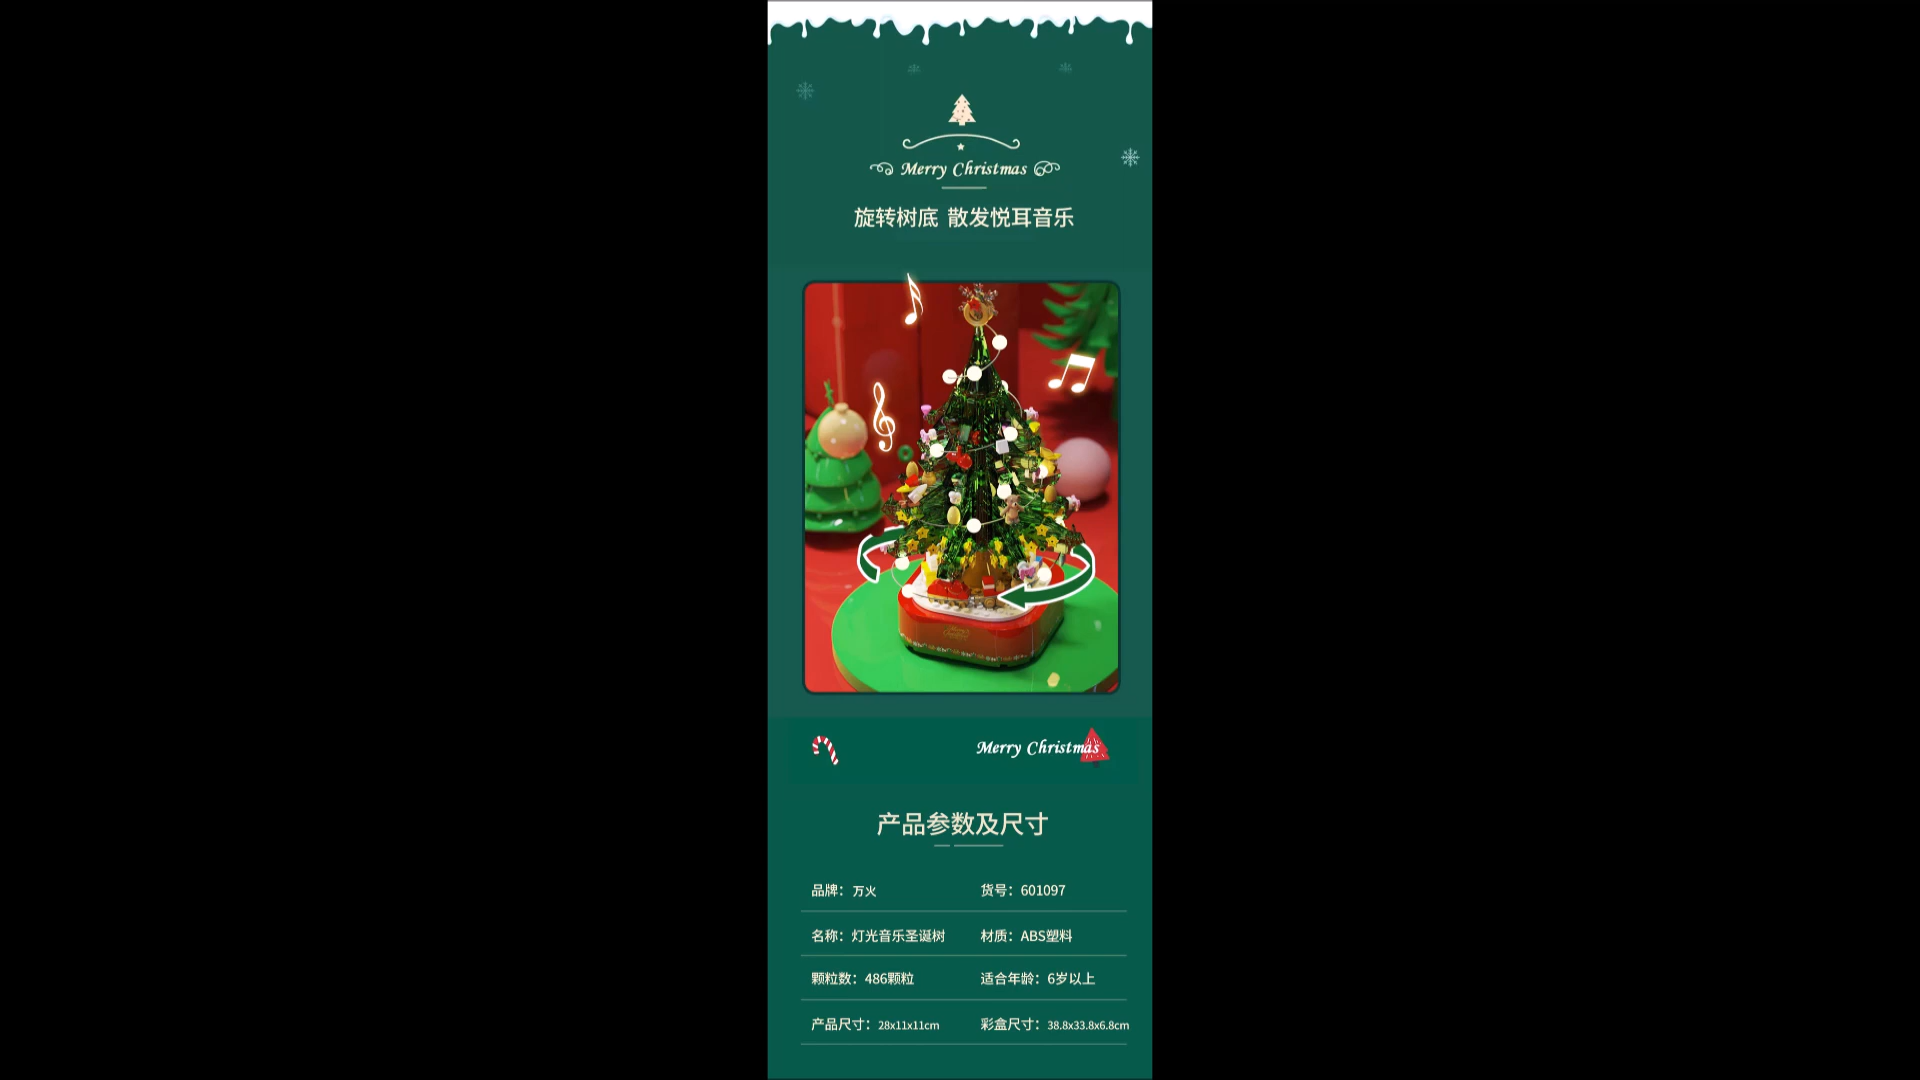 Merry Christmas
旋转树底 散发悦耳音乐
Merry Christmas
产品参数及尺寸
品牌：万火 货号：601097
名称：灯光音乐圣诞树 材质：ABS塑料
颗粒数：486颗粒 适合年龄：6岁以上
产品尺寸：28x11x11cm 彩盒尺寸：38.8x33.8x6.8cm